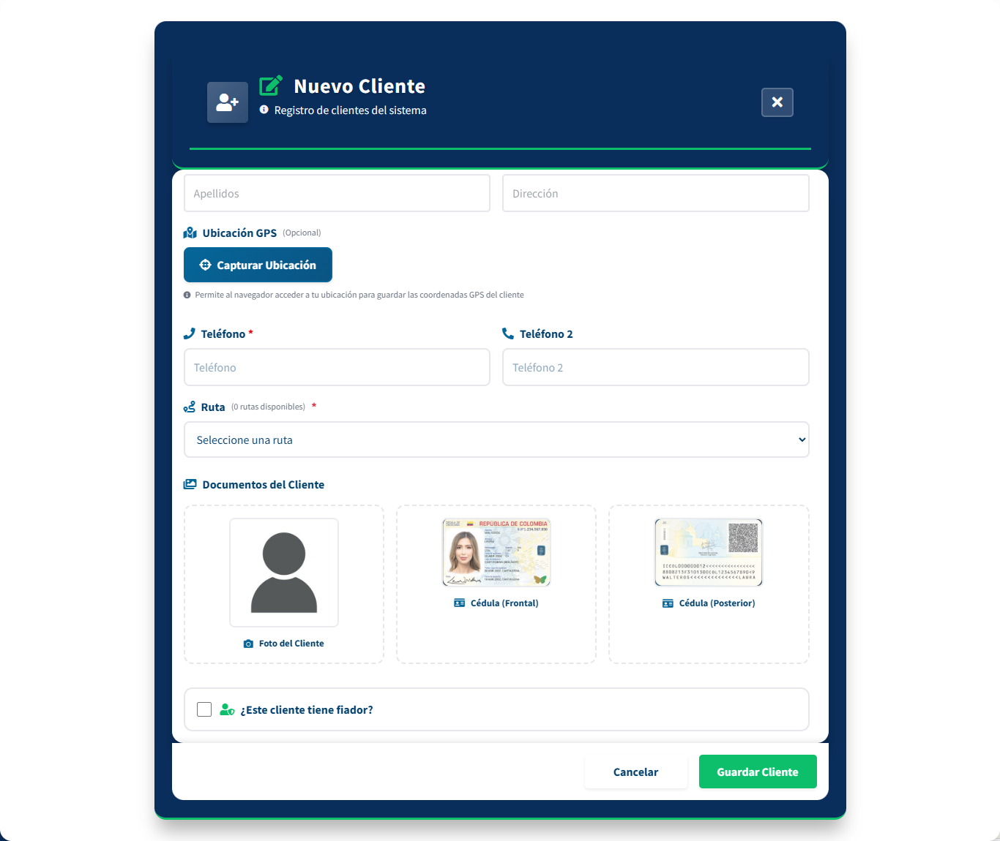 Nuevo Cliente
Registro de clientes del sistema
Apellidos
Dirección
Ubicación GPS (Opcional)
Capturar Ubicación
Permite al navegador acceder a tu ubicación para guardar las coordenadas GPS del cliente
Teléfono *
Teléfono 2
Teléfono
Teléfono 2
Ruta (0 rutas disponibles) *
Seleccione una ruta
Documentos del Cliente
REPÚBLICA DE COLOMBIA
WALTEROS
LAURA
Foto del Cliente
Cédula (Frontal)
Cédula (Posterior)
¿Este cliente tiene fiador?
Cancelar
Guardar Cliente